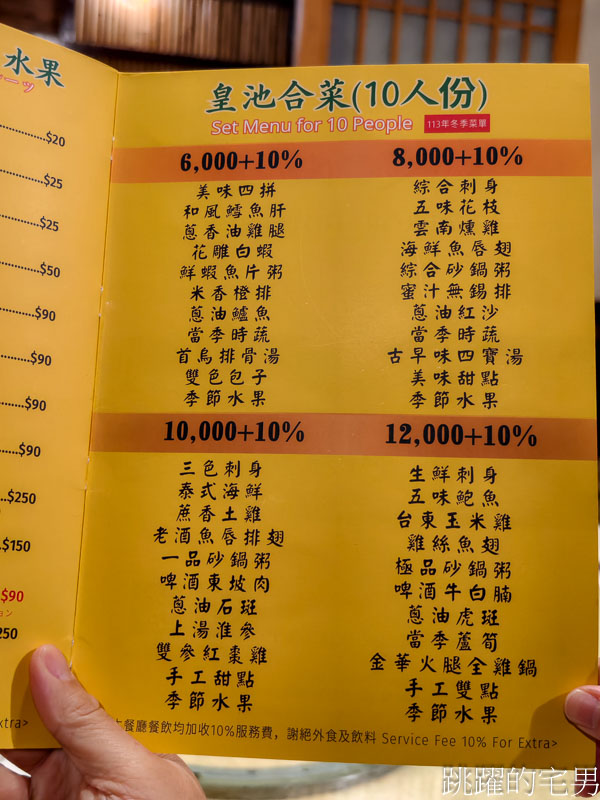 水果
$20
$25
$25
$50
$90
$90
$90
$90
$250
$150
$90
250
xtra>
皇池合菜(10人份)
Set Menu for 10 People
113年冬季菜單
6,000+10%
美味四拼
和風鱈魚肝
蔥香油雞腿
花雕白蝦
鮮蝦魚片粥
米香橙排
蔥油鱸魚
當季時蔬
首烏排骨湯
雙色包子
季節水果
8,000+10%
綜合刺身
五味花枝
雲南燻雞
海鮮魚唇翅
綜合砂鍋粥
蜜汁無錫排
蔥油紅沙
當季時蔬
古早味四寶湯
美味甜點
季節水果
10,000+10%
三色刺身
泰式海鮮
蔗香土雞
老酒魚唇排翅
一品砂鍋粥
啤酒東坡肉
蔥油石斑
上湯淮參
雙參紅棗雞
手工甜點
季節水果
12,000+10%
生鮮刺身
五味鮑魚
台東玉米雞
雞絲魚翅
極品砂鍋粥
啤酒牛白腩
蔥油虎斑
當季蘆筍
金華火腿全雞鍋
手工雙點
季節水果
餐廳餐飲均加收10%服務費，謝絕外食及飲料 Service Fee 10% For Extra>
跳躍的宅男